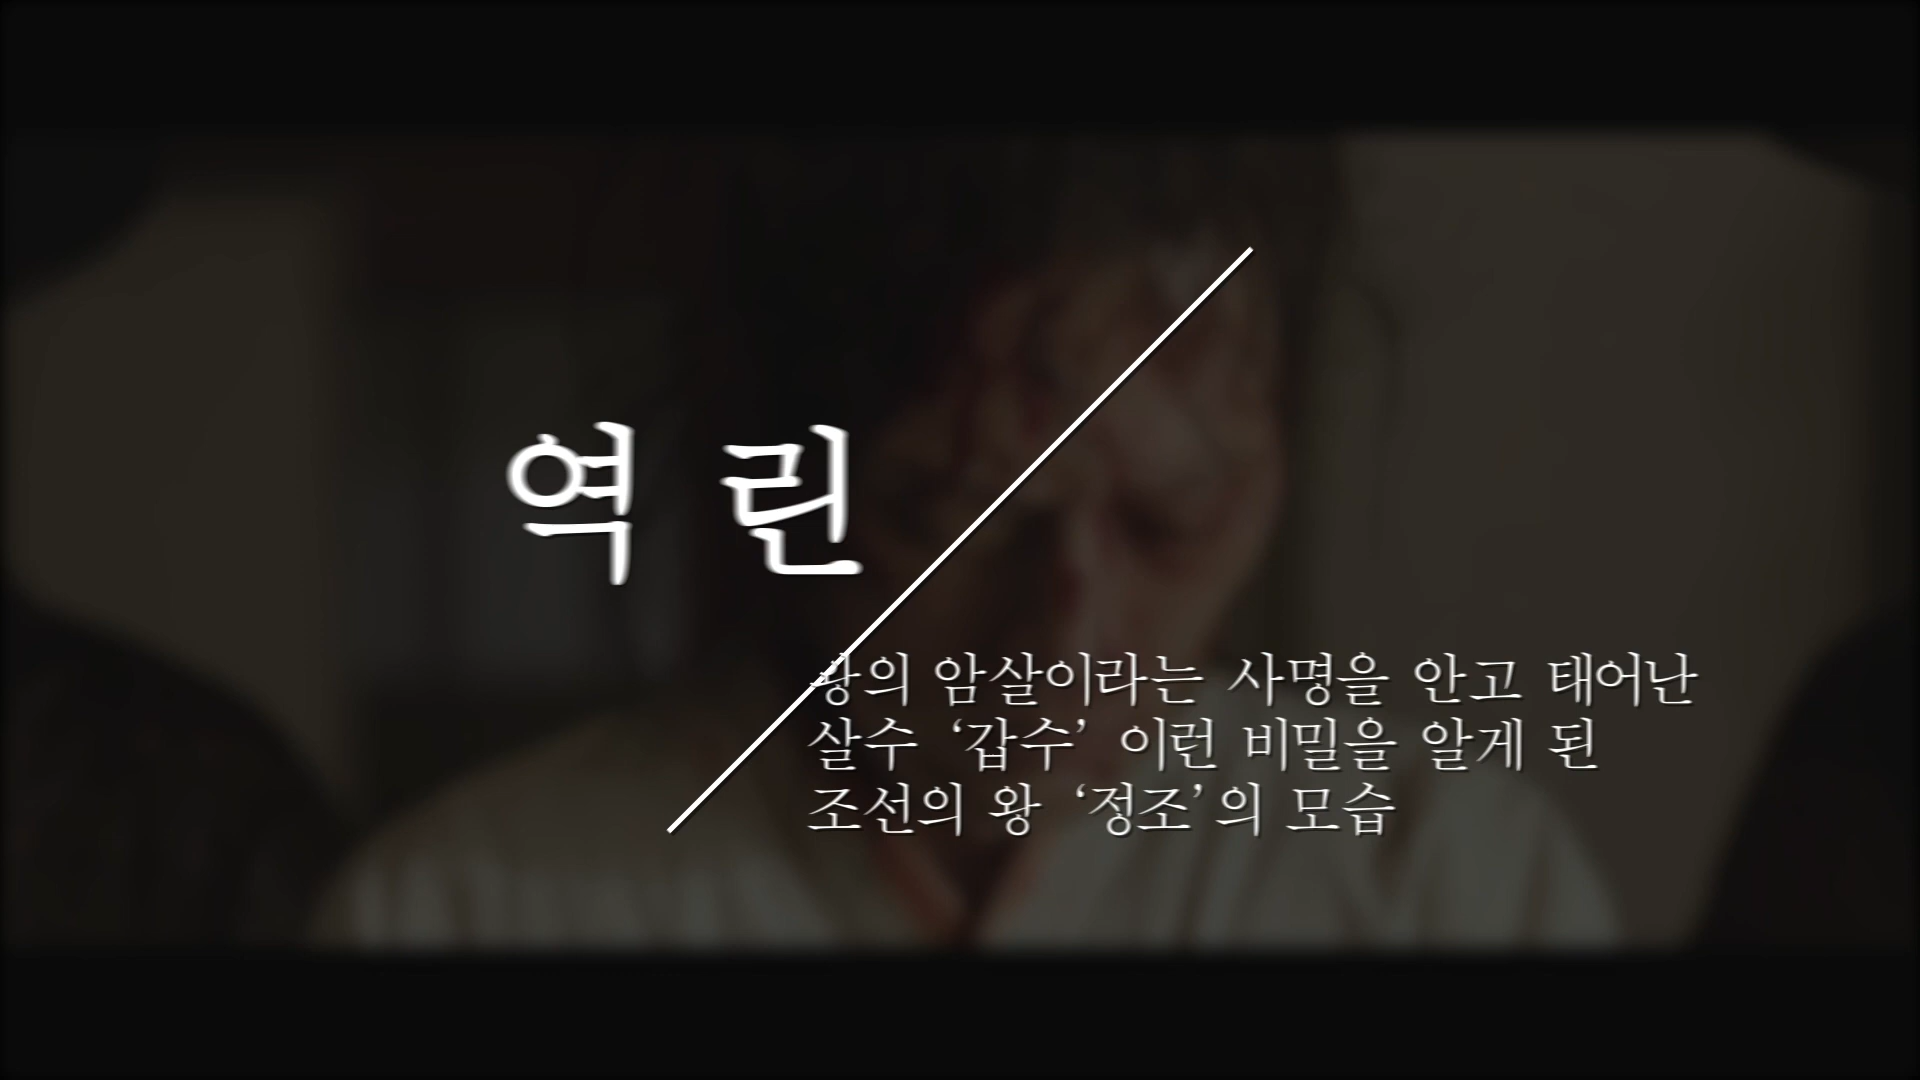 역린
왕의 암살이라는 사명을 안고 태어난
살수 ‘갑수’ 이런 비밀을 알게 된
조선의 왕 ‘정조’의 모습